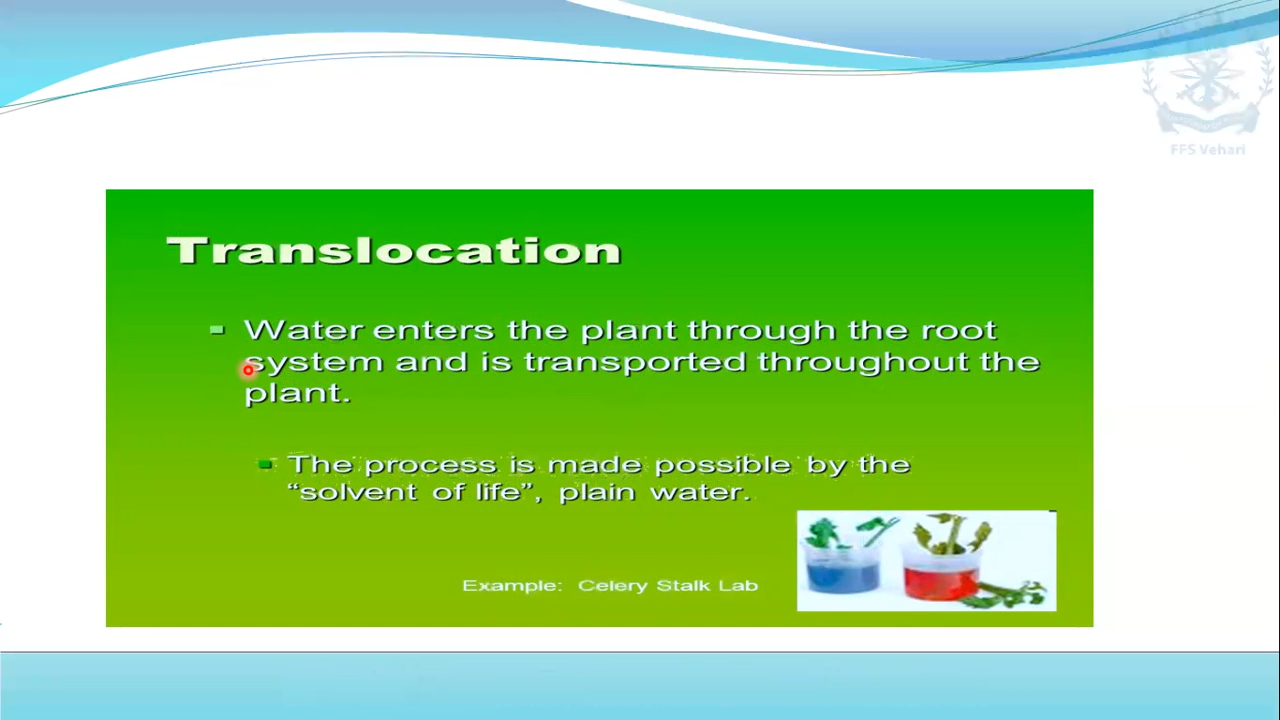 FFS Vehari
Translocation
Water enters the plant through the root
system and is transported throughout the
plant.
The process is made possible by the
“solvent of life”, plain water.
Example: Celery Stalk Lab